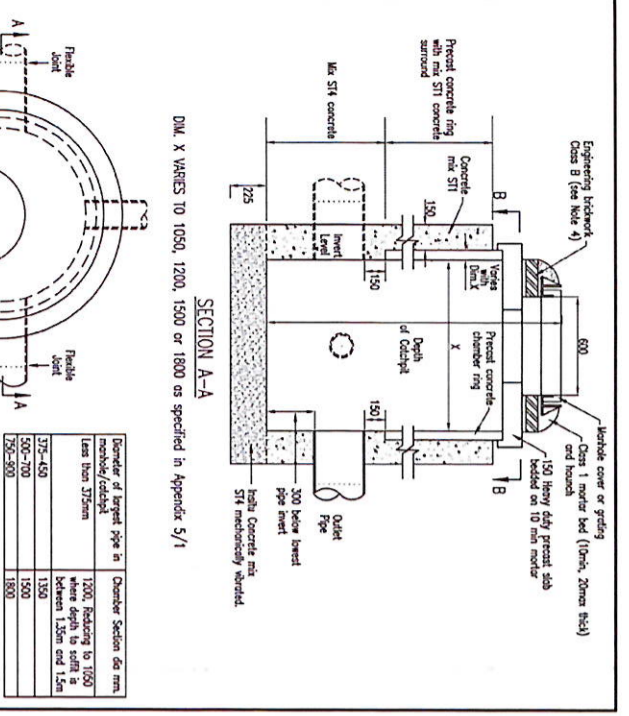 600
Manhole cover or grating
Class 1 mortar bed (10min, 20max thick)
and haunch
Engineering brickwork
Class B (see Note 4)
150 Heavy duty precast slab
bedded on 10 min mortar
B
B
Precast concrete ring
with mix ST1 concrete
surround
Concrete
mix ST1
150
Varies
with
Dim.X
Precast concrete
chamber ring
X
Depth
of Catchpit
Mix ST4 concrete
Invert
Level
150
150
Outlet
Pipe
300 below lowest
pipe invert
225
Insitu Concrete mix
ST4 mechanically vibrated.
SECTION A-A
DIM. X VARIES TO 1050, 1200, 1500 or 1800 as specified in Appendix 5/1
A
A
Flexible
Joint
Flexible
Joint
Diameter of largest pipe in
manhole/catchpit
Chamber Section dia mm.
Less than 375mm
1200, Reducing to 1050
where depth to soffit is
between 1.35m and 1.5m
375-450
1350
500-700
1500
750-900
1800